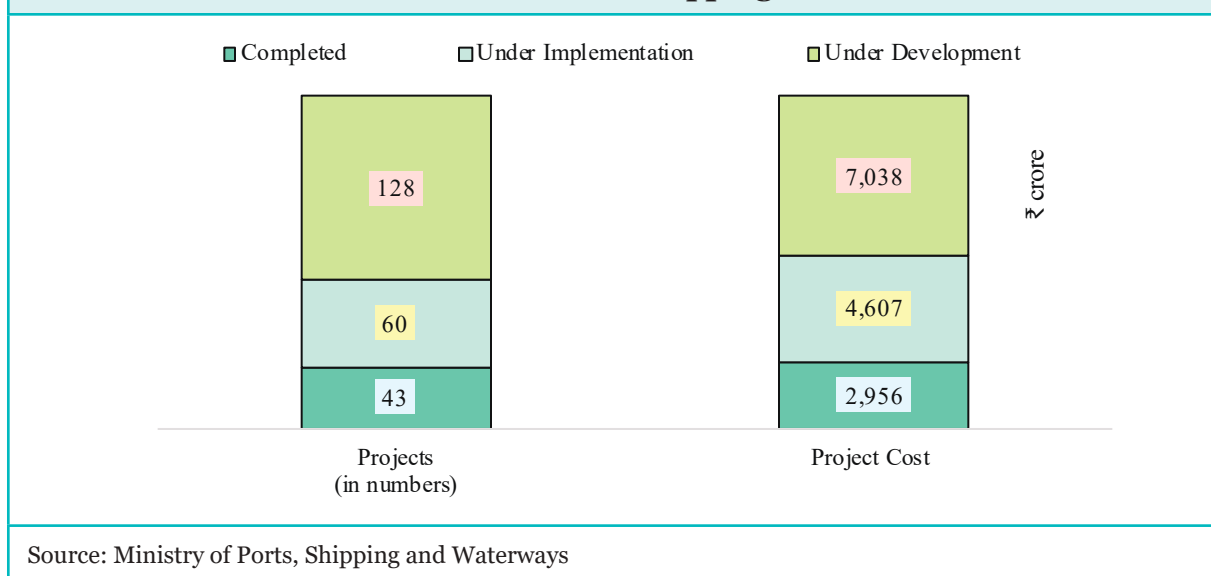 Completed
Under Implementation
Under Development
128
7,038
₹ crore
60
4,607
43
2,956
Projects
(in numbers)
Project Cost
Source: Ministry of Ports, Shipping and Waterways